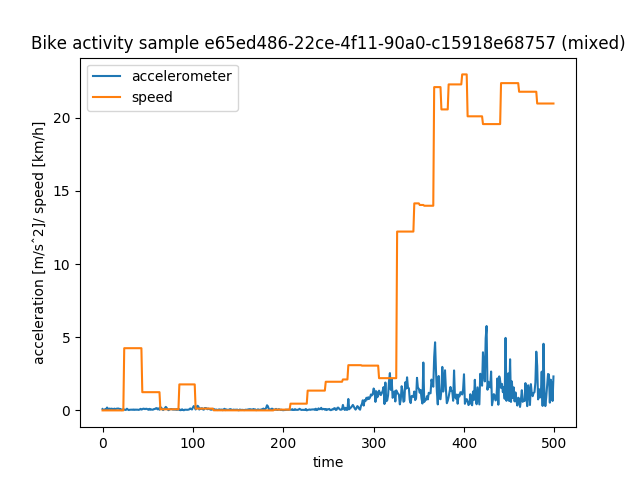 Bike activity sample e65ed486-22ce-4f11-90a0-c15918e68757 (mixed)
accelerometer
speed
acceleration [m/s^2]/ speed [km/h]
20
15
10
5
0
0 100 200 300 400 500
time